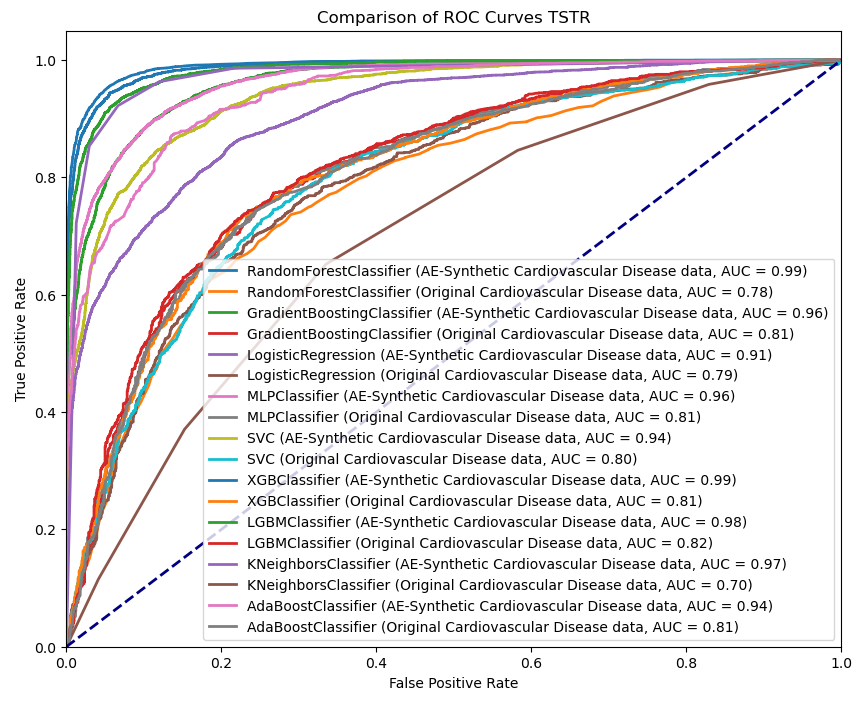 Comparison of ROC Curves TSTR
1.0
0.8
0.6
0.4
0.2
0.0
True Positive Rate
RandomForestClassifier (AE-Synthetic Cardiovascular Disease data, AUC = 0.99)
RandomForestClassifier (Original Cardiovascular Disease data, AUC = 0.78)
GradientBoostingClassifier (AE-Synthetic Cardiovascular Disease data, AUC = 0.96)
GradientBoostingClassifier (Original Cardiovascular Disease data, AUC = 0.81)
LogisticRegression (AE-Synthetic Cardiovascular Disease data, AUC = 0.91)
LogisticRegression (Original Cardiovascular Disease data, AUC = 0.79)
MLPClassifier (AE-Synthetic Cardiovascular Disease data, AUC = 0.96)
MLPClassifier (Original Cardiovascular Disease data, AUC = 0.81)
SVC (AE-Synthetic Cardiovascular Disease data, AUC = 0.94)
SVC (Original Cardiovascular Disease data, AUC = 0.80)
XGBClassifier (AE-Synthetic Cardiovascular Disease data, AUC = 0.99)
XGBClassifier (Original Cardiovascular Disease data, AUC = 0.81)
LGBMClassifier (AE-Synthetic Cardiovascular Disease data, AUC = 0.98)
LGBMClassifier (Original Cardiovascular Disease data, AUC = 0.82)
KNeighborsClassifier (AE-Synthetic Cardiovascular Disease data, AUC = 0.97)
KNeighborsClassifier (Original Cardiovascular Disease data, AUC = 0.70)
AdaBoostClassifier (AE-Synthetic Cardiovascular Disease data, AUC = 0.94)
AdaBoostClassifier (Original Cardiovascular Disease data, AUC = 0.81)
0.0 0.2 0.4 0.6 0.8 1.0
False Positive Rate